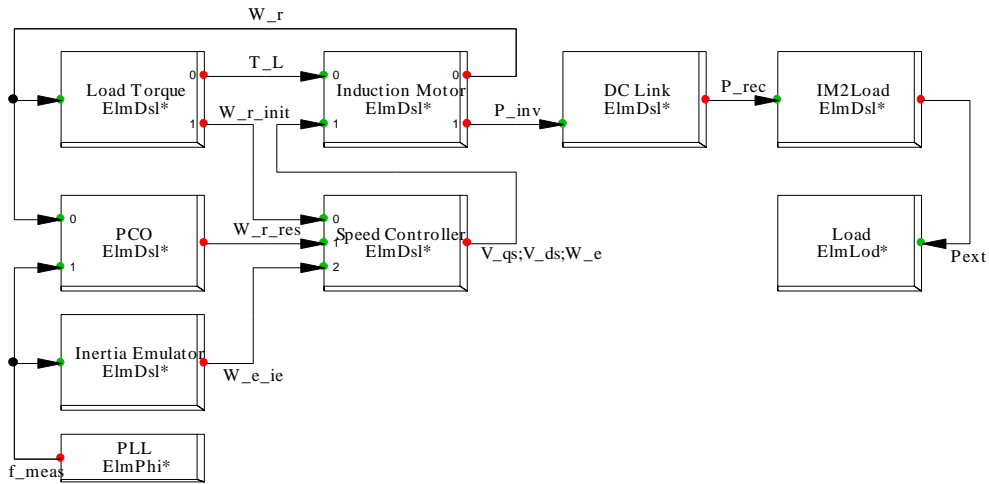 W_r
0
0
0
Load Torque
ElmDsl*
T_L
Induction Motor
ElmDsl*
DC Link
ElmDsl*
P_rec
IM2Load
ElmDsl*
1
W_r_init
1
1
P_inv
0
PCO
ElmDsl*
1
W_r_res
0
Speed Controller
1
ElmDsl*
2
V_qs;V_ds;W_e
Load
ElmLod*
Pext
Inertia Emulator
ElmDsl*
W_e_ie
PLL
ElmPhi*
f_meas